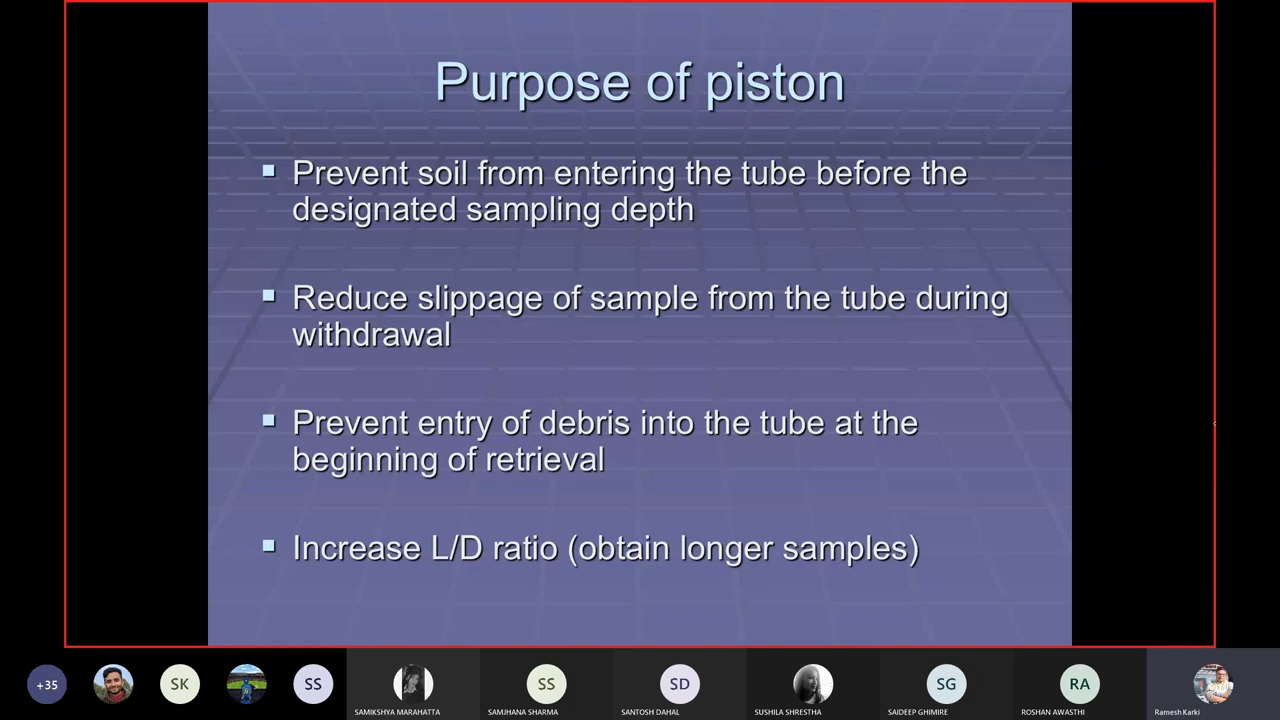 Purpose of piston
Prevent soil from entering the tube before the
designated sampling depth
Reduce slippage of sample from the tube during
withdrawal
Prevent entry of debris into the tube at the
beginning of retrieval
Increase L/D ratio (obtain longer samples)
+35
SK
SS
SAMIKSHYA MARAHATTA
SS
SAMJHANA SHARMA
SD
SANTOSH DAHAL
SUSHILA SHRESTHA
SG
SAIDEEP GHIMIRE
RA
ROSHAN AWASTHI
Ramesh Karki